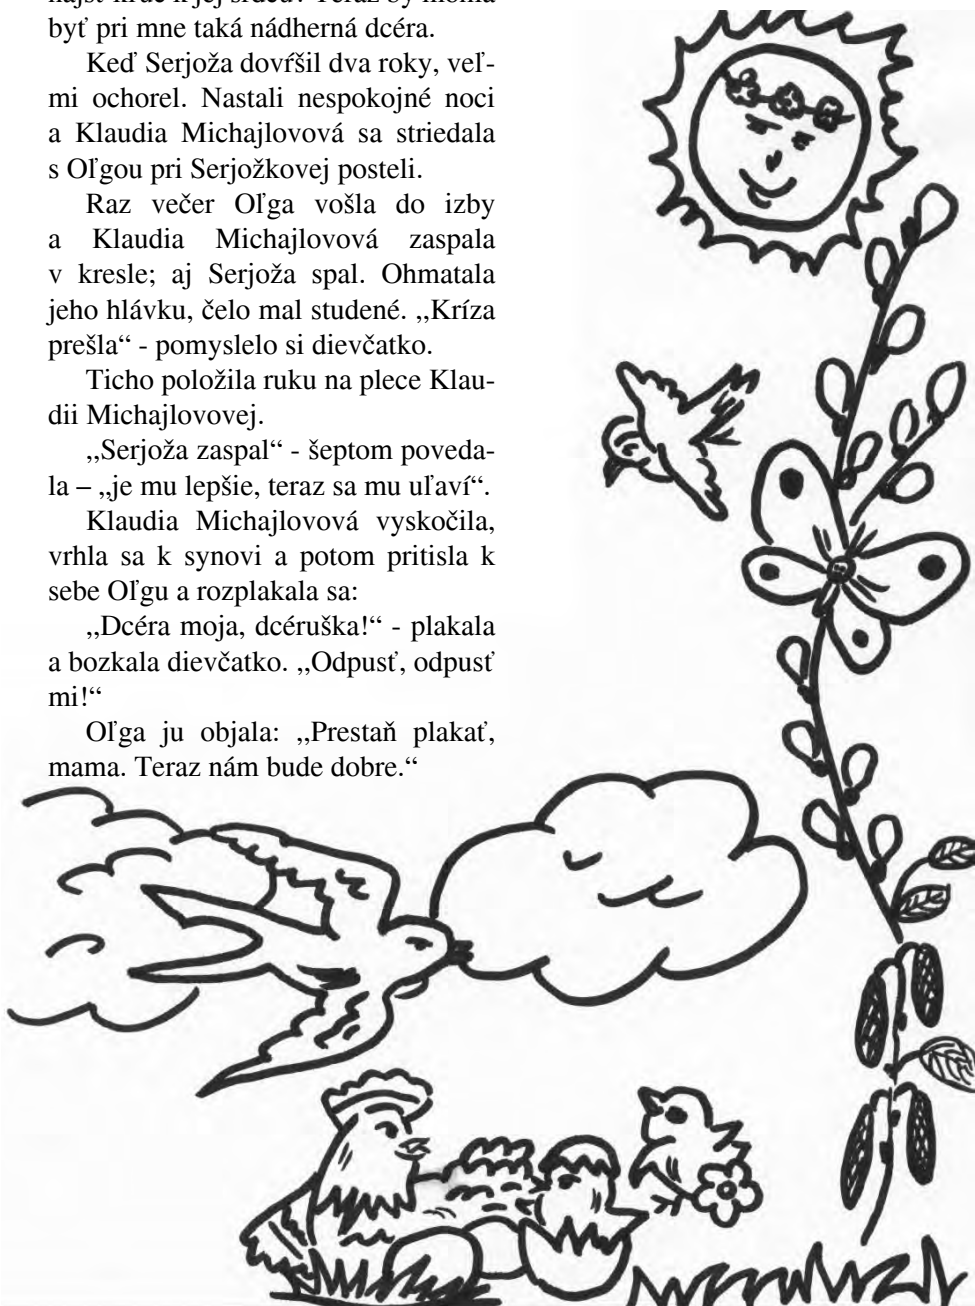 byť pri mne taká nádherná dcéra.
Keď Serjoža dovŕšil dva roky, veľ-
mi ochorel. Nastali nespokojné noci
a Klaudia Michajlovová sa striedala
s Oľgou pri Serjožkovej posteli.
Raz večer Oľga vošla do izby
a Klaudia Michajlovová zaspala
v kresle; aj Serjoža spal. Ohmatala
jeho hlávku, čelo mal studené. „Kríza
prešla“ - pomyslelo si dievčatko.
Ticho položila ruku na plece Klau-
dii Michajlovovej.
„Serjoža zaspal“ - šeptom poveda-
la – „je mu lepšie, teraz sa mu uľaví“.
Klaudia Michajlovová vyskočila,
vrhla sa k synovi a potom pritisla k
sebe Oľgu a rozplakala sa:
„Dcéra moja, dcéruška!“ - plakala
a bozkala dievčatko. „Odpusť, odpusť
mi!“
Oľga ju objala: „Prestaň plakať,
mama. Teraz nám bude dobre.“